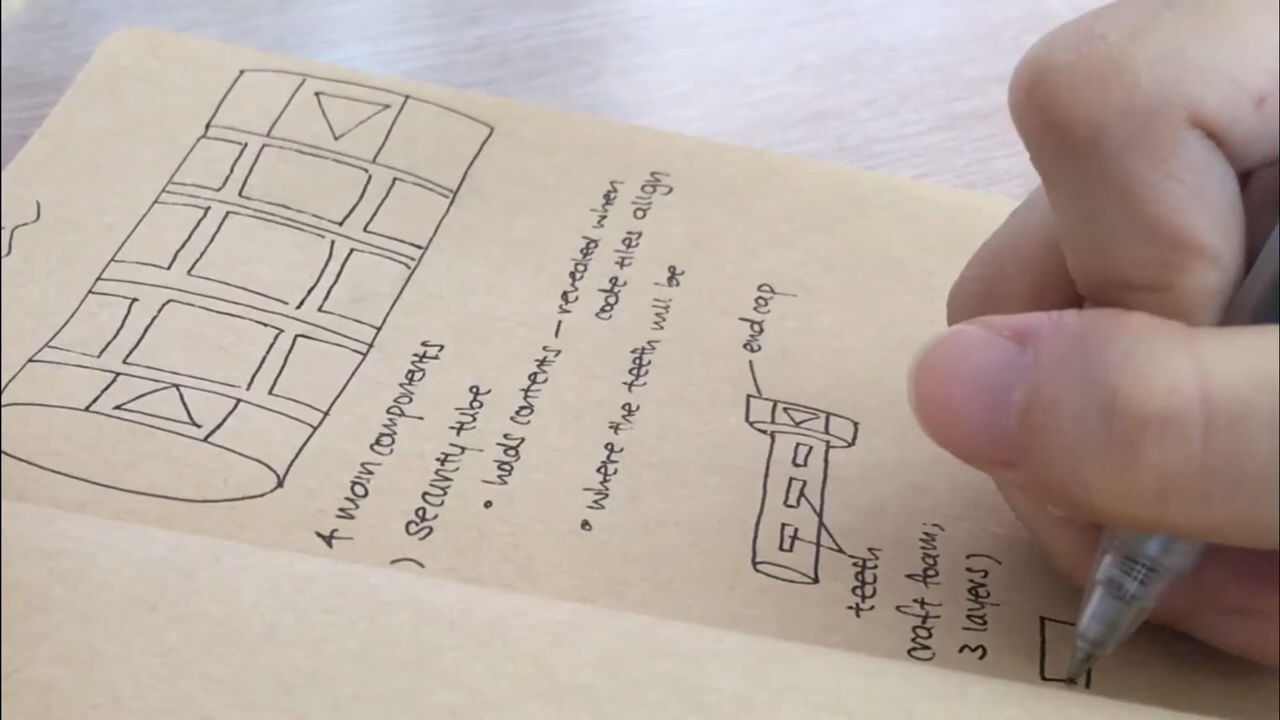 4 main components
) security tube
• holds contents – revealed when
code tiles align
• where the teeth will be
end cap
teeth
craft foam;
3 layers)